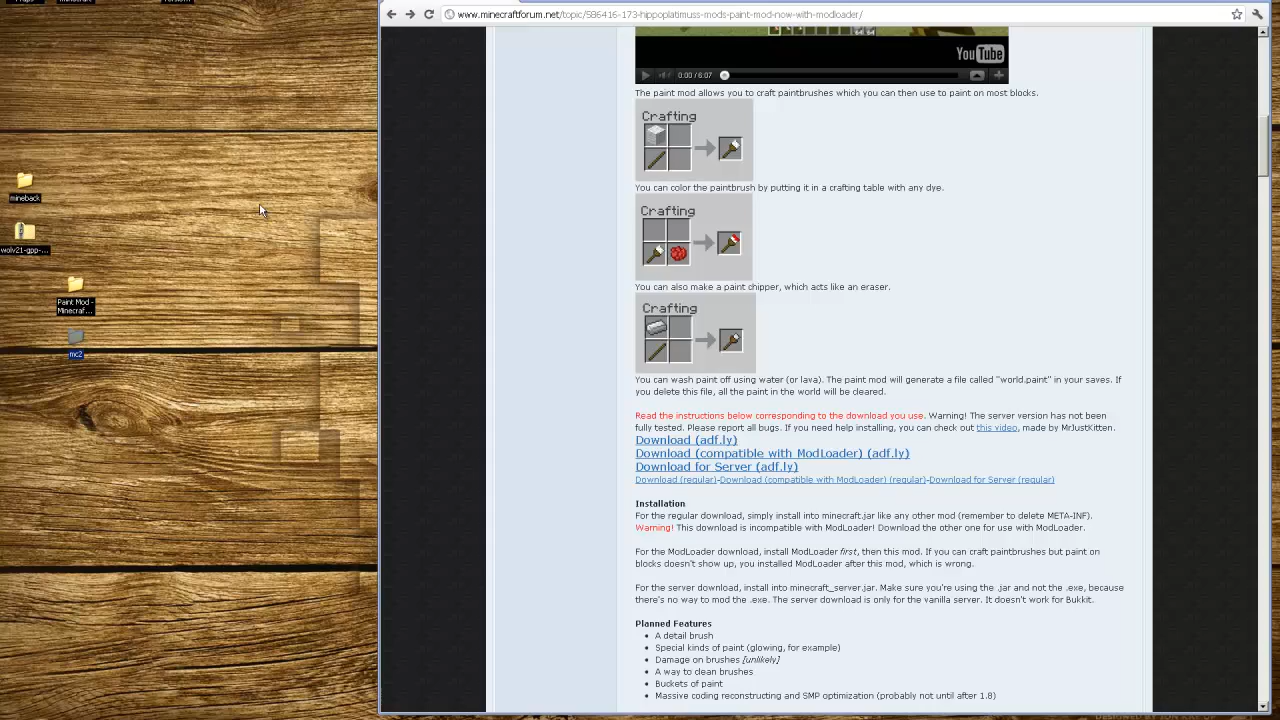 www.minecraftforum.net/topic/586416-173-hippoplatimuss-mods-paint-mod-now-with-modloader/
YouTube
0:00 / 6:07
The paint mod allows you to craft paintbrushes which you can then use to paint on most blocks.
Crafting
You can color the paintbrush by putting it in a crafting table with any dye.
Crafting
You can also make a paint chipper, which acts like an eraser.
Crafting
You can wash paint off using water (or lava). The paint mod will generate a file called "world.paint" in your saves. If
you delete this file, all the paint in the world will be cleared.
Read the instructions below corresponding to the download you use. Warning! The server version has not been
fully tested. Please report all bugs. If you need help installing, you can check out this video, made by MrJustKitten.
Download (adf.ly)
Download (compatible with ModLoader) (adf.ly)
Download for Server (adf.ly)
Download (regular)-Download (compatible with ModLoader) (regular)-Download for Server (regular)
Installation
For the regular download, simply install into minecraft.jar like any other mod (remember to delete META-INF).
Warning! This download is incompatible with ModLoader! Download the other one for use with ModLoader.
For the ModLoader download, install ModLoader first, then this mod. If you can craft paintbrushes but paint on
blocks doesn't show up, you installed ModLoader after this mod, which is wrong.
For the server download, install into minecraft_server.jar. Make sure you're using the .jar and not the .exe, because
there's no way to mod the .exe. The server download is only for the vanilla server. It doesn't work for Bukkit.
Planned Features
• A detail brush
• Special kinds of paint (glowing, for example)
• Damage on brushes [unlikely]
• A way to clean brushes
• Buckets of paint
• Massive coding reconstructing and SMP optimization (probably not until after 1.8)
mineback
wolv21-gpp-...
Paint Mod -
Minecraf...
mc2